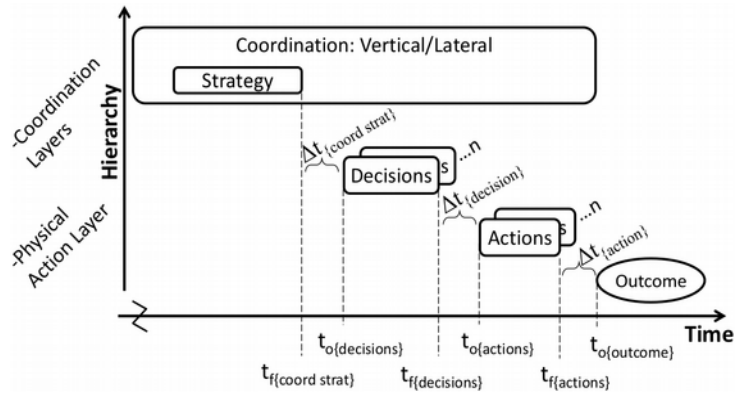 Coordination: Vertical/Lateral
Strategy
-Coordination
Layers
Hierarchy
Δt{coord strat}
...n
s
Decisions
Δt{decision}
...n
s
Actions
-Physical
Action Layer
Δt{action}
Outcome
Time
to{decisions}
to{actions}
to{outcome}
tf{coord strat}
tf{decisions}
tf{actions}